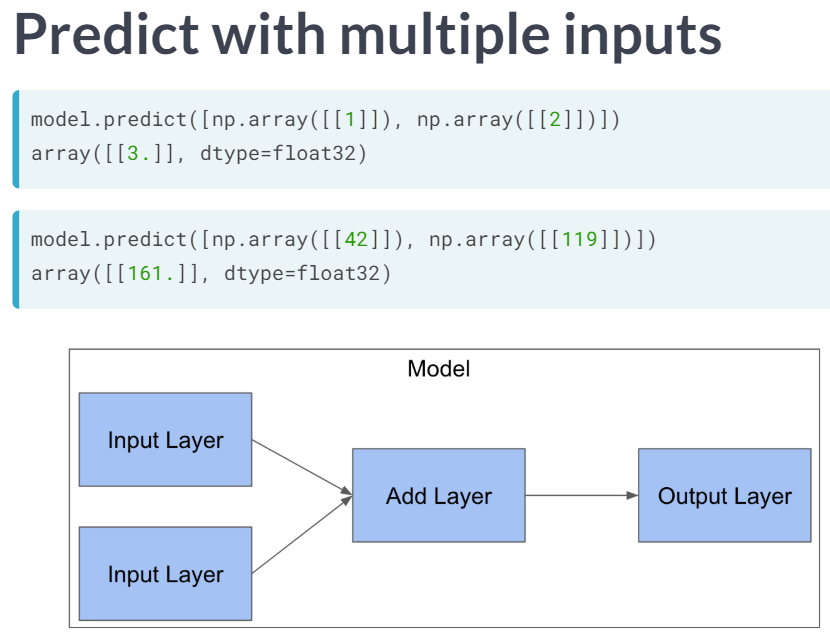 Predict with multiple inputs
model.predict([np.array([[1]]), np.array([[2]])])
array([[3.]], dtype=float32)
model.predict([np.array([[42]]), np.array([[119]])])
array([[161.]], dtype=float32)
Model
Input Layer
Add Layer
Output Layer
Input Layer